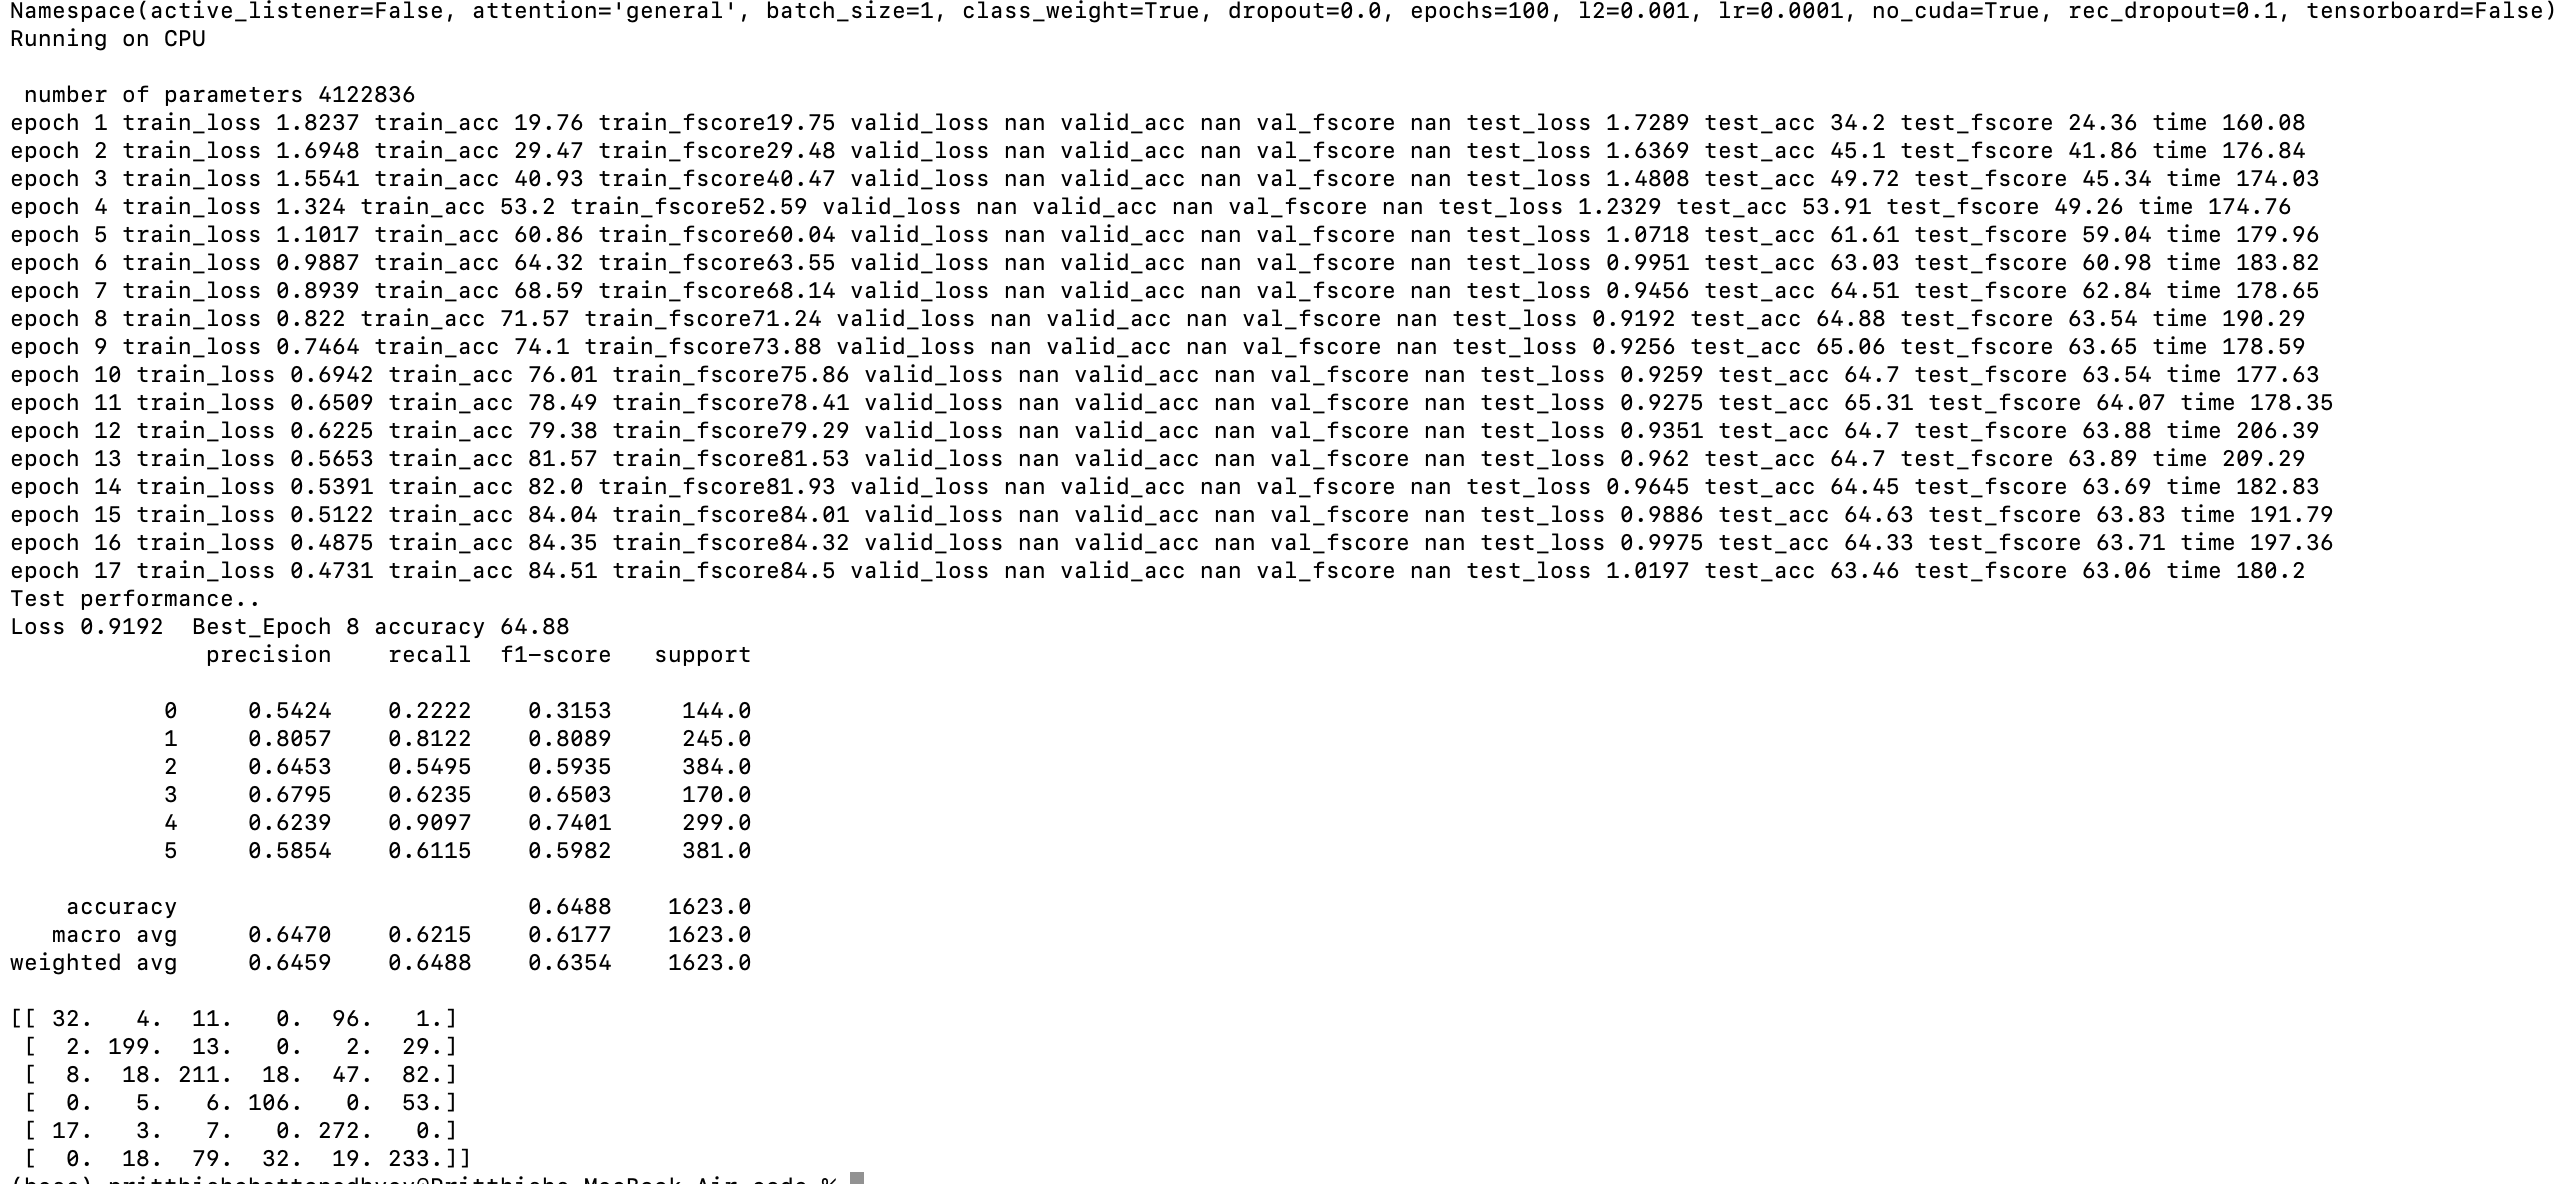 Namespace(active_listener=False, attention='general', batch_size=1, class_weight=True, dropout=0.0, epochs=100, l2=0.001, lr=0.0001, no_cuda=True, rec_dropout=0.1, tensorboard=False)
Running on CPU
number of parameters 4122836
epoch 1 train_loss 1.8237 train_acc 19.76 train_fscore19.75 valid_loss nan valid_acc nan val_fscore nan test_loss 1.7289 test_acc 34.2 test_fscore 24.36 time 160.08
epoch 2 train_loss 1.6948 train_acc 29.47 train_fscore29.48 valid_loss nan valid_acc nan val_fscore nan test_loss 1.6369 test_acc 45.1 test_fscore 41.86 time 176.84
epoch 3 train_loss 1.5541 train_acc 40.93 train_fscore40.47 valid_loss nan valid_acc nan val_fscore nan test_loss 1.4808 test_acc 49.72 test_fscore 45.34 time 174.03
epoch 4 train_loss 1.324 train_acc 53.2 train_fscore52.59 valid_loss nan valid_acc nan val_fscore nan test_loss 1.2329 test_acc 53.91 test_fscore 49.26 time 174.76
epoch 5 train_loss 1.1017 train_acc 60.86 train_fscore60.04 valid_loss nan valid_acc nan val_fscore nan test_loss 1.0718 test_acc 61.61 test_fscore 59.04 time 179.96
epoch 6 train_loss 0.9887 train_acc 64.32 train_fscore63.55 valid_loss nan valid_acc nan val_fscore nan test_loss 0.9951 test_acc 63.03 test_fscore 60.98 time 183.82
epoch 7 train_loss 0.8939 train_acc 68.59 train_fscore68.14 valid_loss nan valid_acc nan val_fscore nan test_loss 0.9456 test_acc 64.51 test_fscore 62.84 time 178.65
epoch 8 train_loss 0.822 train_acc 71.57 train_fscore71.24 valid_loss nan valid_acc nan val_fscore nan test_loss 0.9192 test_acc 64.88 test_fscore 63.54 time 190.29
epoch 9 train_loss 0.7464 train_acc 74.1 train_fscore73.88 valid_loss nan valid_acc nan val_fscore nan test_loss 0.9256 test_acc 65.06 test_fscore 63.65 time 178.59
epoch 10 train_loss 0.6942 train_acc 76.01 train_fscore75.86 valid_loss nan valid_acc nan val_fscore nan test_loss 0.9259 test_acc 64.7 test_fscore 63.54 time 177.63
epoch 11 train_loss 0.6509 train_acc 78.49 train_fscore78.41 valid_loss nan valid_acc nan val_fscore nan test_loss 0.9275 test_acc 65.31 test_fscore 64.07 time 178.35
epoch 12 train_loss 0.6225 train_acc 79.38 train_fscore79.29 valid_loss nan valid_acc nan val_fscore nan test_loss 0.9351 test_acc 64.7 test_fscore 63.88 time 206.39
epoch 13 train_loss 0.5653 train_acc 81.57 train_fscore81.53 valid_loss nan valid_acc nan val_fscore nan test_loss 0.962 test_acc 64.7 test_fscore 63.89 time 209.29
epoch 14 train_loss 0.5391 train_acc 82.0 train_fscore81.93 valid_loss nan valid_acc nan val_fscore nan test_loss 0.9645 test_acc 64.45 test_fscore 63.69 time 182.83
epoch 15 train_loss 0.5122 train_acc 84.04 train_fscore84.01 valid_loss nan valid_acc nan val_fscore nan test_loss 0.9886 test_acc 64.63 test_fscore 63.83 time 191.79
epoch 16 train_loss 0.4875 train_acc 84.35 train_fscore84.32 valid_loss nan valid_acc nan val_fscore nan test_loss 0.9975 test_acc 64.33 test_fscore 63.71 time 197.36
epoch 17 train_loss 0.4731 train_acc 84.51 train_fscore84.5 valid_loss nan valid_acc nan val_fscore nan test_loss 1.0197 test_acc 63.46 test_fscore 63.06 time 180.2
Test performance..
Loss 0.9192  Best_Epoch 8 accuracy 64.88
precision    recall  f1-score   support
0     0.5424    0.2222    0.3153     144.0
1     0.8057    0.8122    0.8089     245.0
2     0.6453    0.5495    0.5935     384.0
3     0.6795    0.6235    0.6503     170.0
4     0.6239    0.9097    0.7401     299.0
5     0.5854    0.6115    0.5982     381.0
accuracy                         0.6488    1623.0
macro avg     0.6470    0.6215    0.6177    1623.0
weighted avg     0.6459    0.6488    0.6354    1623.0
[[ 32.   4.  11.   0.  96.   1.]
[  2. 199.  13.   0.   2.  29.]
[  8.  18. 211.  18.  47.  82.]
[  0.   5.   6. 106.   0.  53.]
[ 17.   3.   7.   0. 272.   0.]
[  0.  18.  79.  32.  19. 233.]]